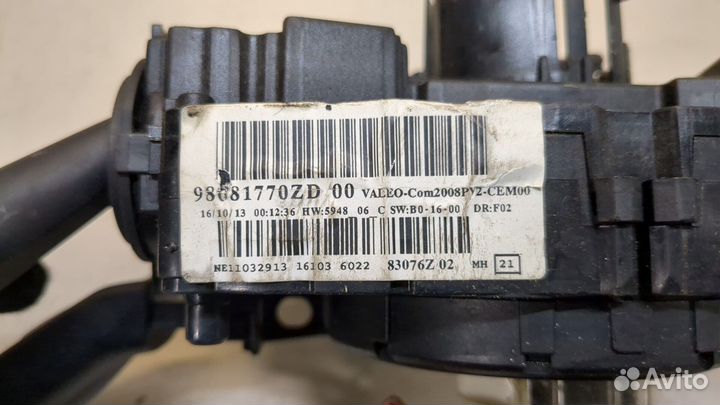 98681770ZD 00 VALEO-Com2008PV2-CEM00
16/10/13 00:12:36/HW:5948 06 C SW:B0-16-00 DR:F02
NE11032913 16103 6022 83076Z 02 MH 21
Avito